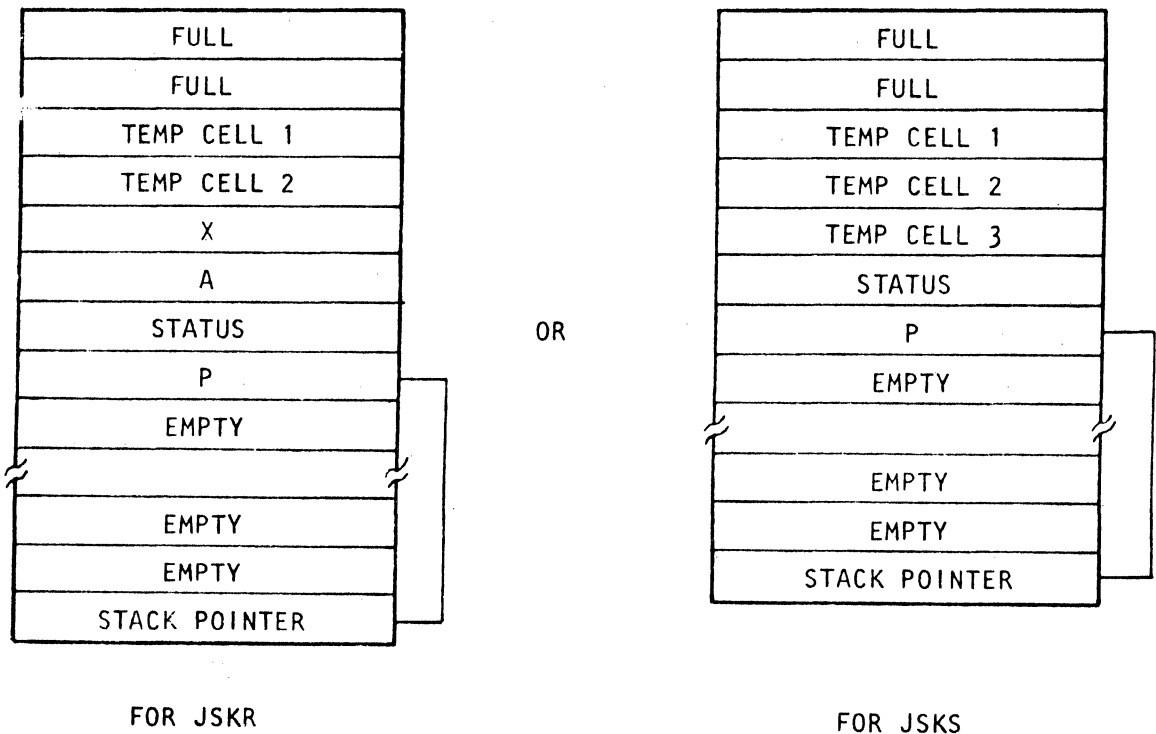 FULL
FULL
TEMP CELL 1
TEMP CELL 2
X
A
STATUS
P
EMPTY
EMPTY
EMPTY
STACK POINTER
FOR JSKR
OR
FULL
FULL
TEMP CELL 1
TEMP CELL 2
TEMP CELL 3
STATUS
P
EMPTY
EMPTY
EMPTY
STACK POINTER
FOR JSKS